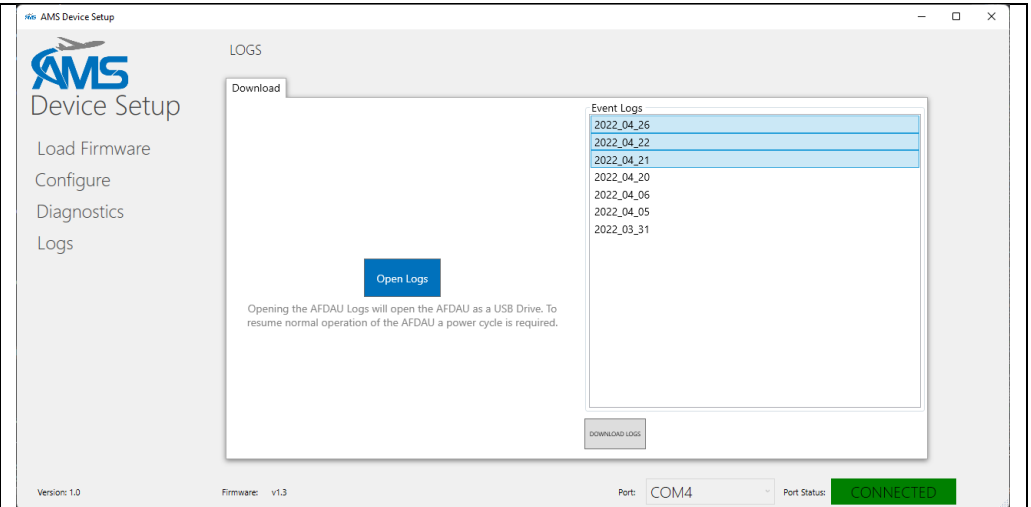 AMS AMS Device Setup
AMS
Device Setup
Load Firmware
Configure
Diagnostics
Logs
LOGS
Download
Open Logs
Opening the AFDAU Logs will open the AFDAU as a USB Drive. To
resume normal operation of the AFDAU a power cycle is required.
Event Logs
2022_04_26
2022_04_22
2022_04_21
2022_04_20
2022_04_06
2022_04_05
2022_03_31
DOWNLOAD LOGS
Version: 1.0
Firmware: v1.3
Port: COM4
Port Status: CONNECTED